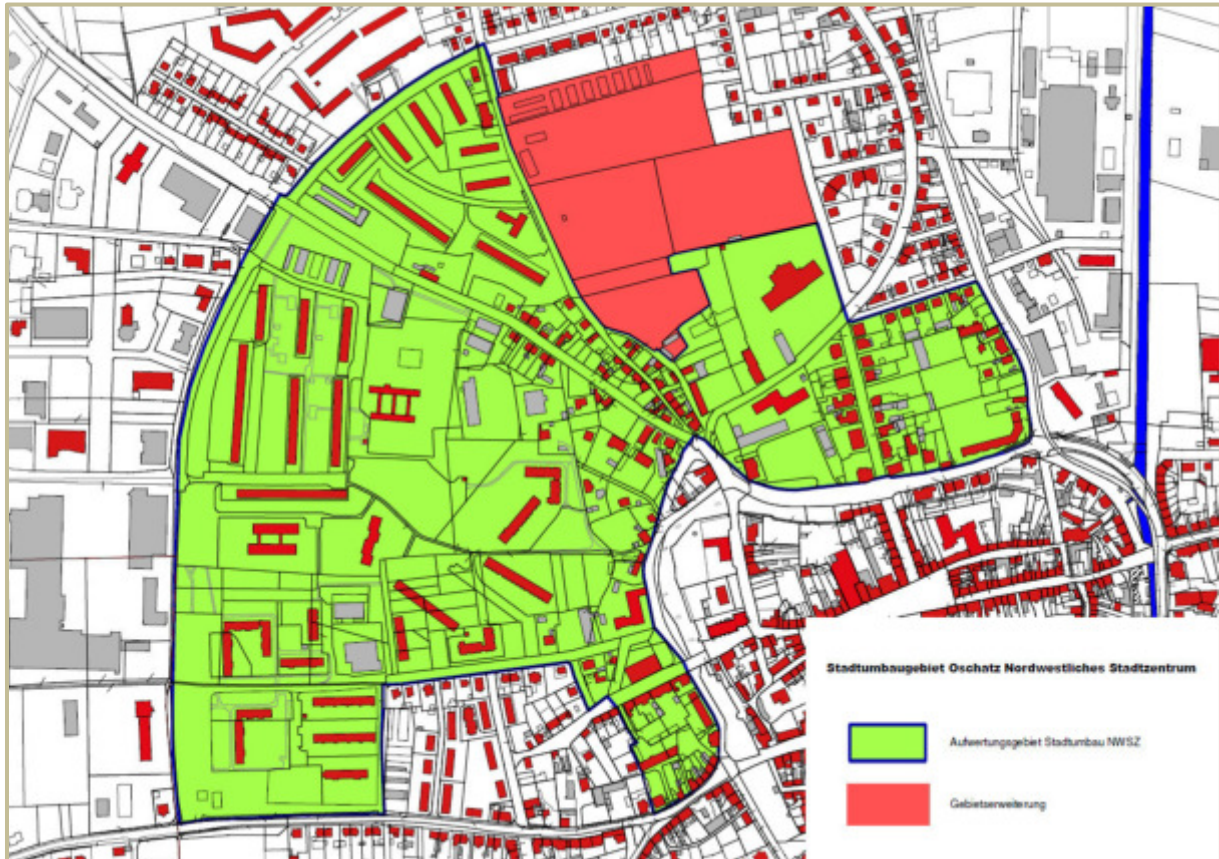 Stadtumbaugebiet Oschatz Nordwestliches Stadtzentrum
Aufwertungsgebiet Stadtumbau NWSZ
Gebietserweiterung